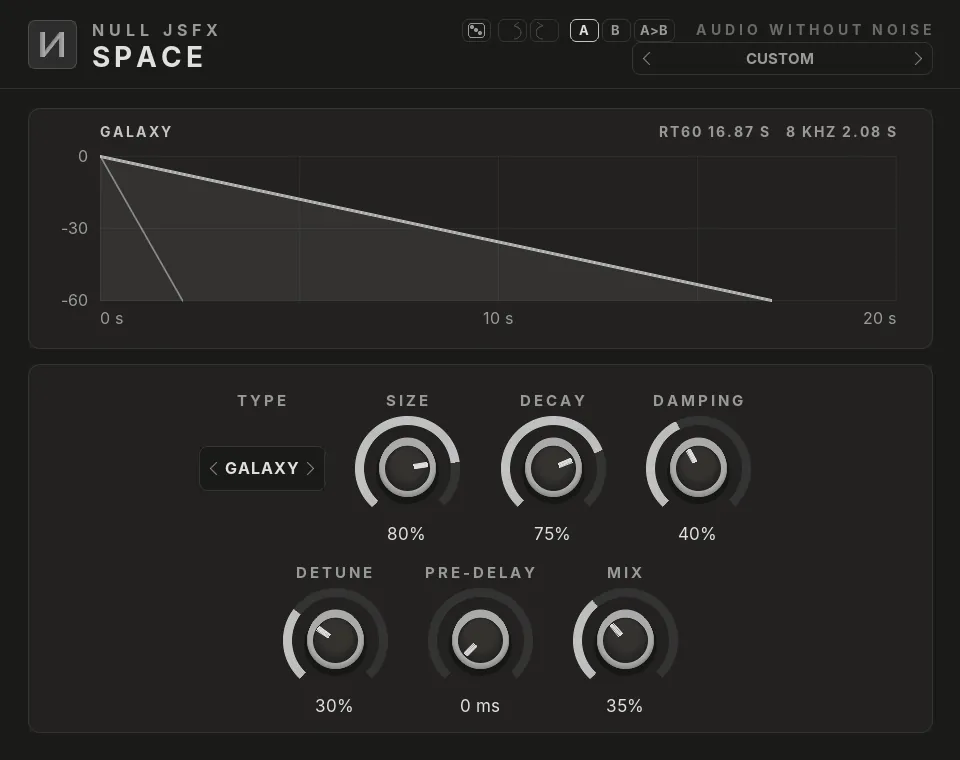 NULL JSFX
SPACE
A B A>B AUDIO WITHOUT NOISE
CUSTOM
GALAXY RT60 16.87 S 8 KHZ 2.08 S
0
-30
-60
0 s 10 s 20 s
TYPE SIZE DECAY DAMPING
GALAXY
80% 75% 40%
DETUNE PRE-DELAY MIX
30% 0 ms 35%